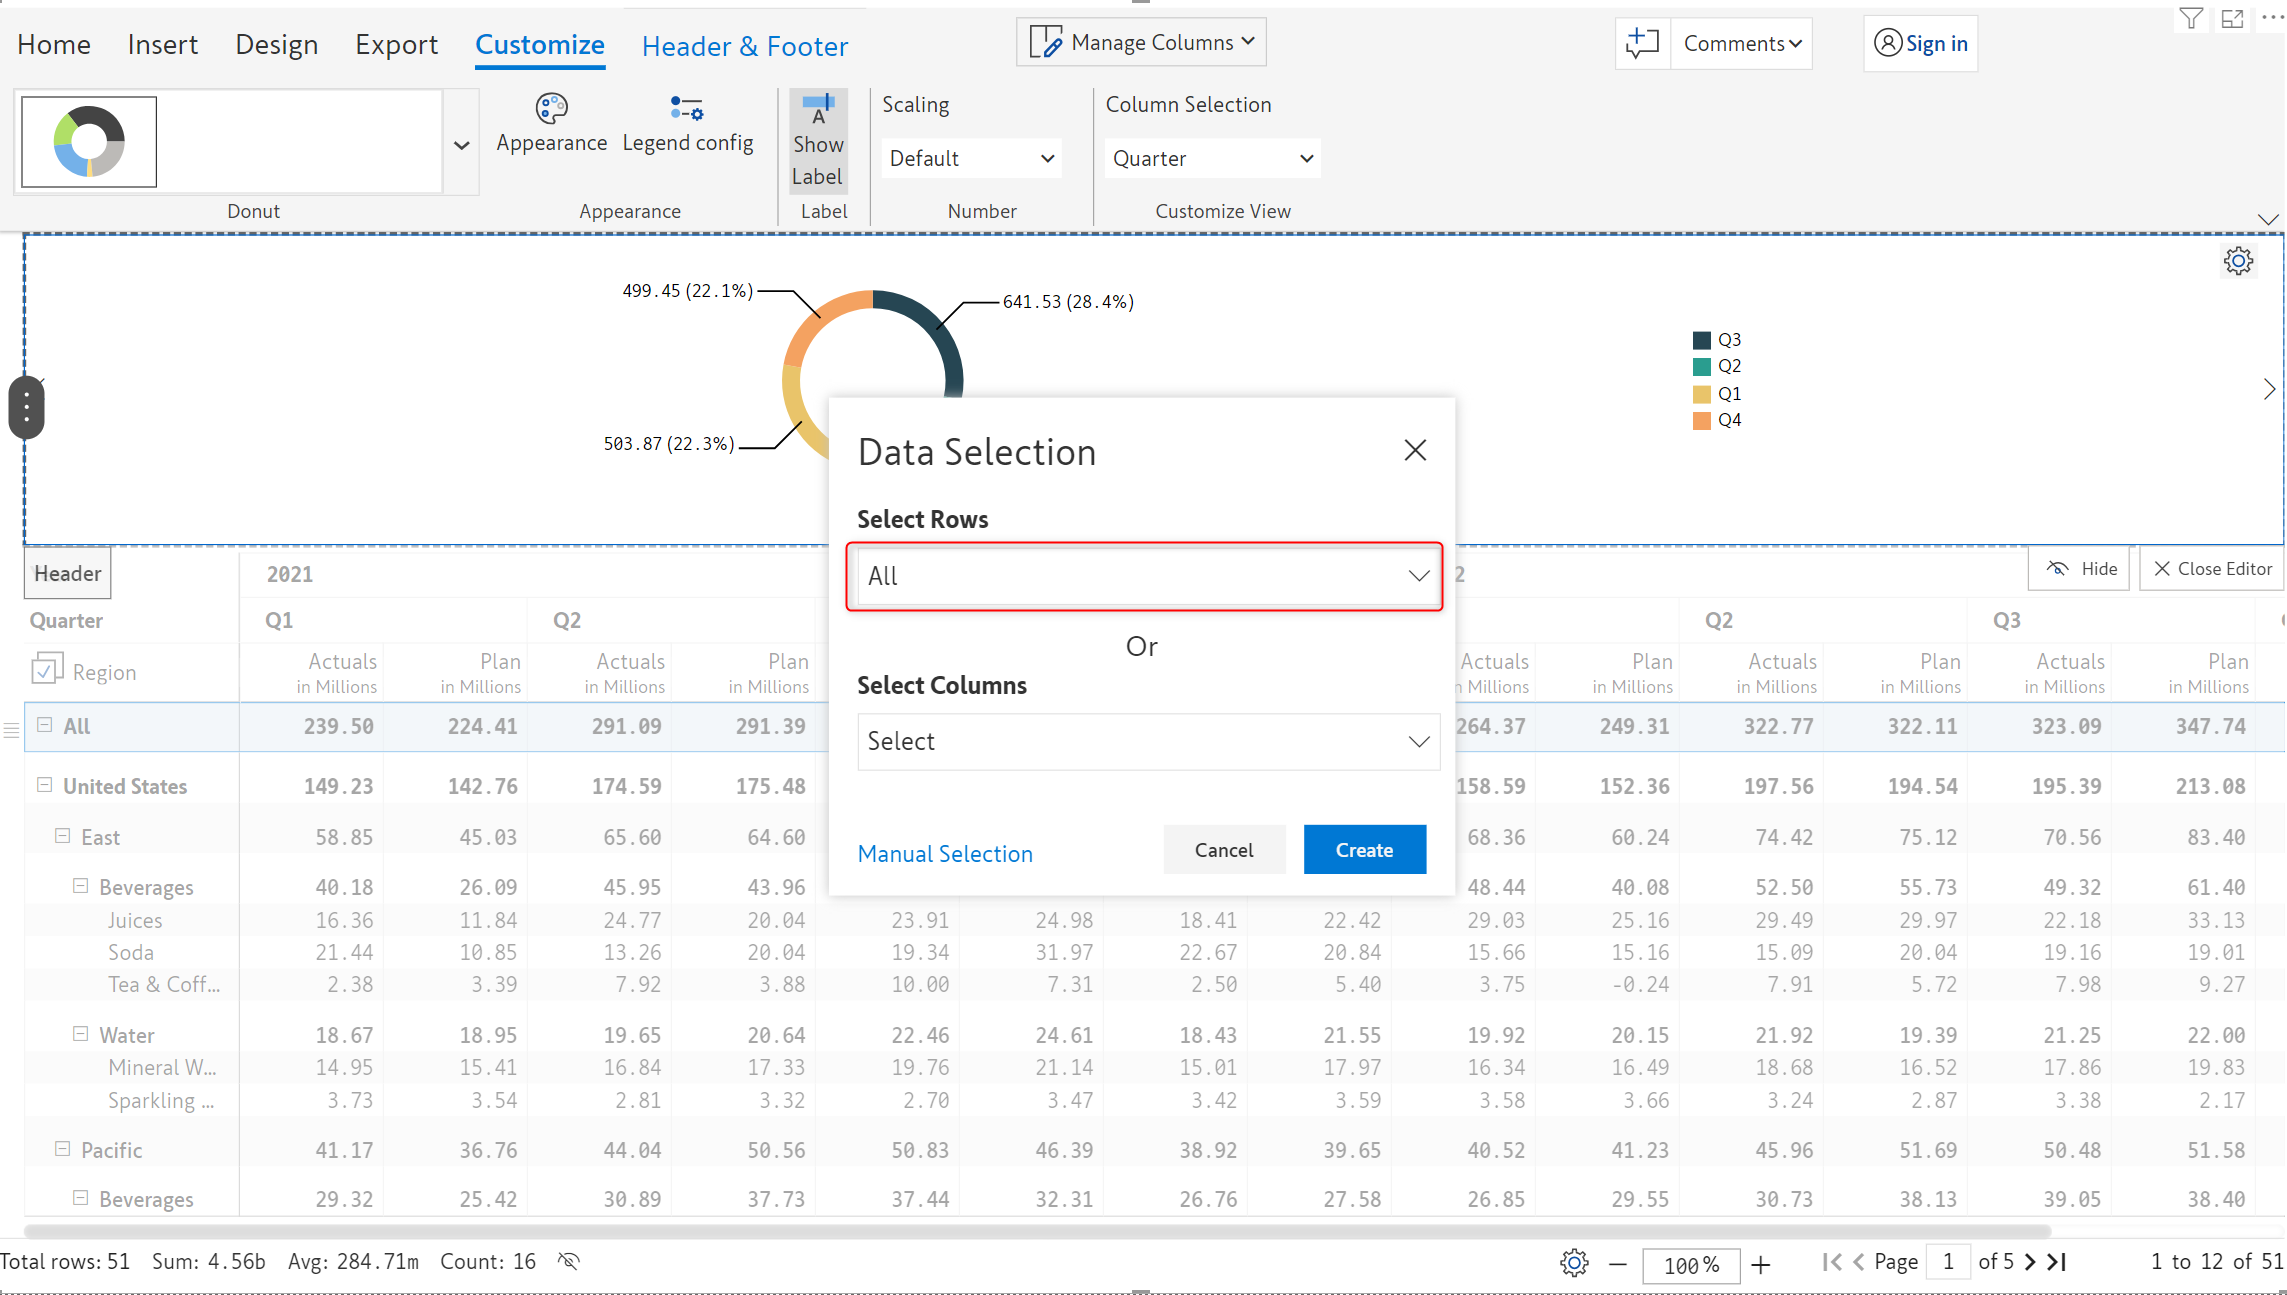 Home Insert Design Export Customize Header & Footer Manage Columns Comments Sign in
Appearance Legend config Show Label
Scaling
Default
Column Selection
Quarter
Donut Appearance Label Number Customize View
499.45 (22.1%)
641.53 (28.4%)
503.87 (22.3%)
Q3
Q2
Q1
Q4
Data Selection
Select Rows
All
Or
Select Columns
Select
Manual Selection Cancel Create
Header 2021 2 Hide Close Editor
Quarter Q1 Q2 Q2 Q3
Region Actuals Plan Actuals Plan Actuals Plan Actuals Plan Actuals Plan
in Millions in Millions in Millions in Millions n Millions in Millions in Millions in Millions in Millions in Millions
All 239.50 224.41 291.09 291.39 264.37 249.31 322.77 322.11 323.09 347.74
United States 149.23 142.76 174.59 175.48 158.59 152.36 197.56 194.54 195.39 213.08
East 58.85 45.03 65.60 64.60 68.36 60.24 74.42 75.12 70.56 83.40
Beverages 40.18 26.09 45.95 43.96 48.44 40.08 52.50 55.73 49.32 61.40
Juices 16.36 11.84 24.77 20.04 23.91 24.98 18.41 22.42 29.03 25.16 29.49 29.97 22.18 33.13
Soda 21.44 10.85 13.26 20.04 19.34 31.97 22.67 20.84 15.66 15.16 15.09 20.04 19.16 19.01
Tea & Coff... 2.38 3.39 7.92 3.88 10.00 7.31 2.50 5.40 3.75 -0.24 7.91 5.72 7.98 9.27
Water 18.67 18.95 19.65 20.64 22.46 24.61 18.43 21.55 19.92 20.15 21.92 19.39 21.25 22.00
Mineral W... 14.95 15.41 16.84 17.33 19.76 21.14 15.01 17.97 16.34 16.49 18.68 16.52 17.86 19.83
Sparkling ... 3.73 3.54 2.81 3.32 2.70 3.47 3.42 3.59 3.58 3.66 3.24 2.87 3.38 2.17
Pacific 41.17 36.76 44.04 50.56 50.83 46.39 38.92 39.65 40.52 41.23 45.96 51.69 50.48 51.58
Beverages 29.32 25.42 30.89 37.73 37.44 32.31 26.76 27.58 26.85 29.55 30.73 38.13 39.05 38.40
Total rows: 51 Sum: 4.56b Avg: 284.71m Count: 16 100% Page 1 of 5 1 to 12 of 51